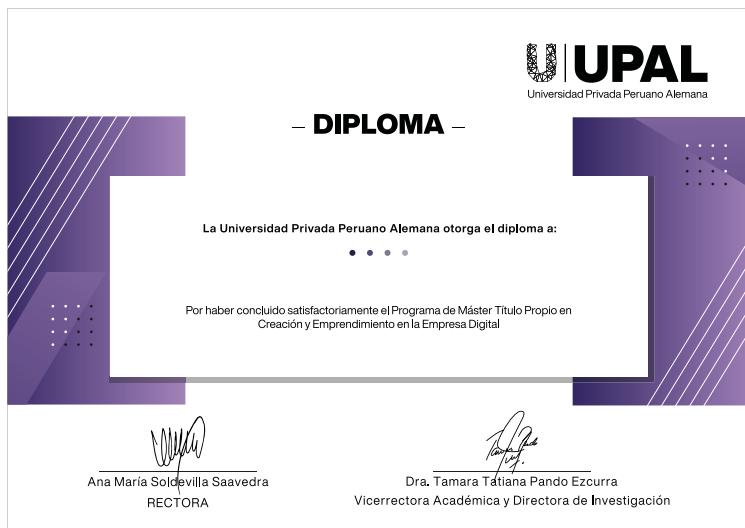 UPAL
Universidad Privada Peruano Alemana
– DIPLOMA –
La Universidad Privada Peruano Alemana otorga el diploma a:
Por haber concluido satisfactoriamente el Programa de Máster Título Propio en
Creación y Emprendimiento en la Empresa Digital
Ana María Soldevilla Saavedra
RECTORA
Dra. Tamara Tatiana Pando Ezcurra
Vicerrectora Académica y Directora de Investigación